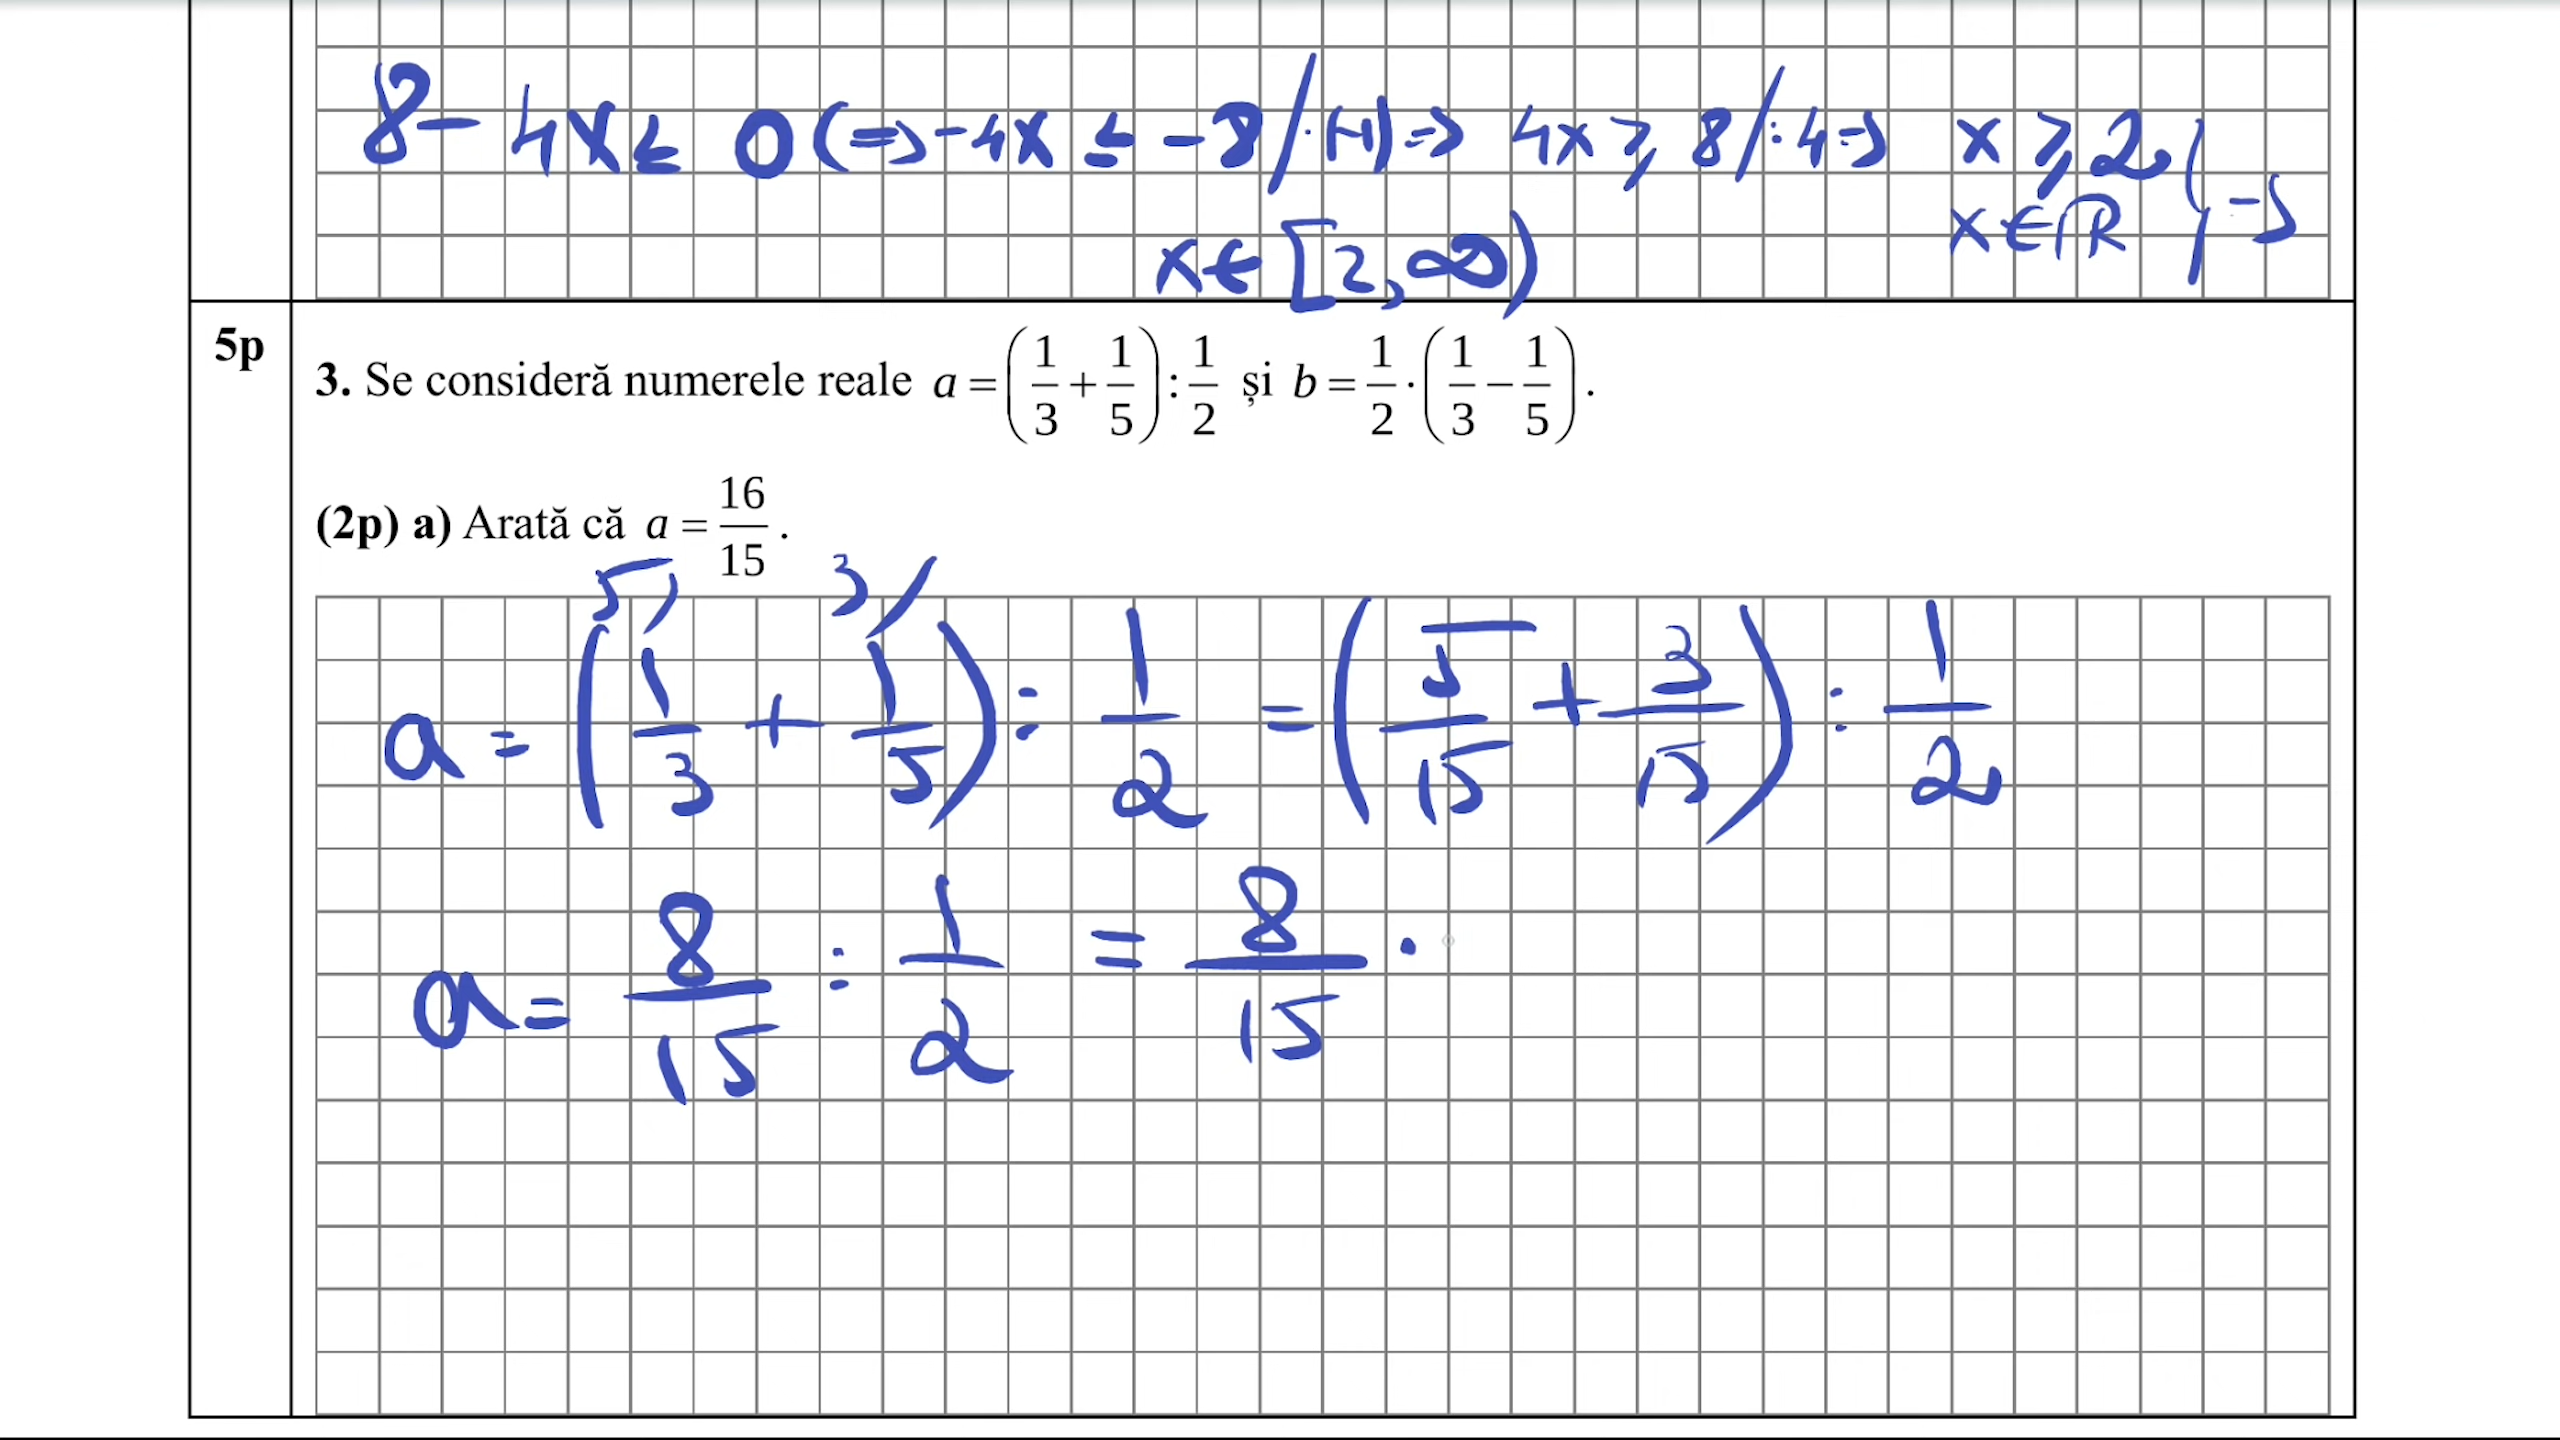 8 - 4x ≤ 0 (=> -4x ≤ -8 / ·(-1) => 4x ≥ 8 / : 4 => x ≥ 2
x ∈ ℝ =>
x ∈ [2, ∞)
5p
3. Se consideră numerele reale a = (1/3 + 1/5) : 1/2 și b = 1/2 · (1/3 − 1/5).
(2p) a) Arată că a = 16/15.
5) 3/
a = (1/3 + 1/5) : 1/2 = (5/15 + 3/15) : 1/2
a = 8/15 : 1/2 = 8/15 ·